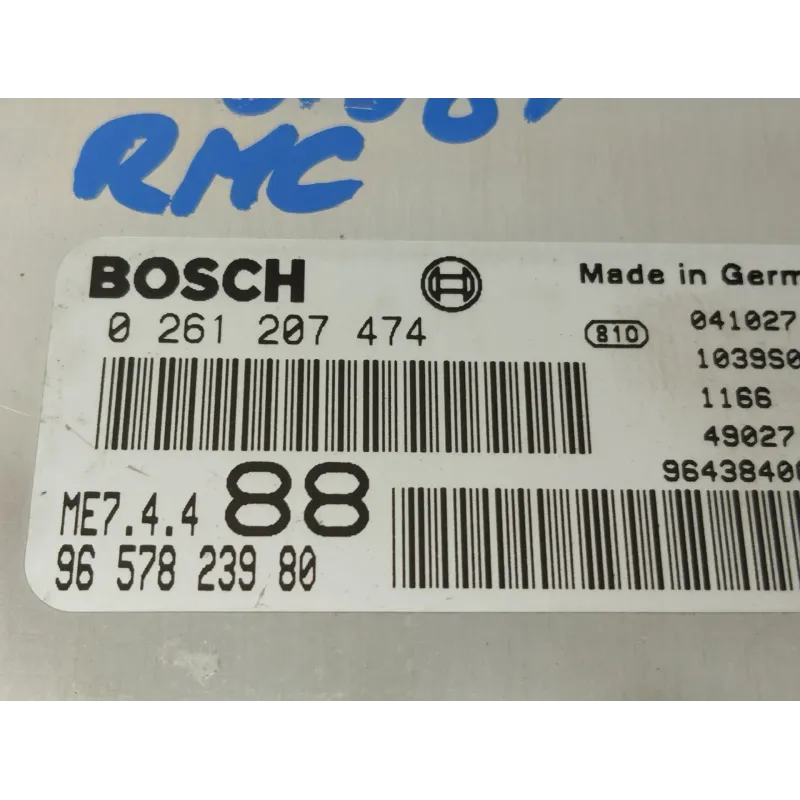 RMC
BOSCH
Made in Germ
0 261 207 474
810
041027
1039S0
1166
49027
96438400
ME7.4.4
88
96 578 239 80